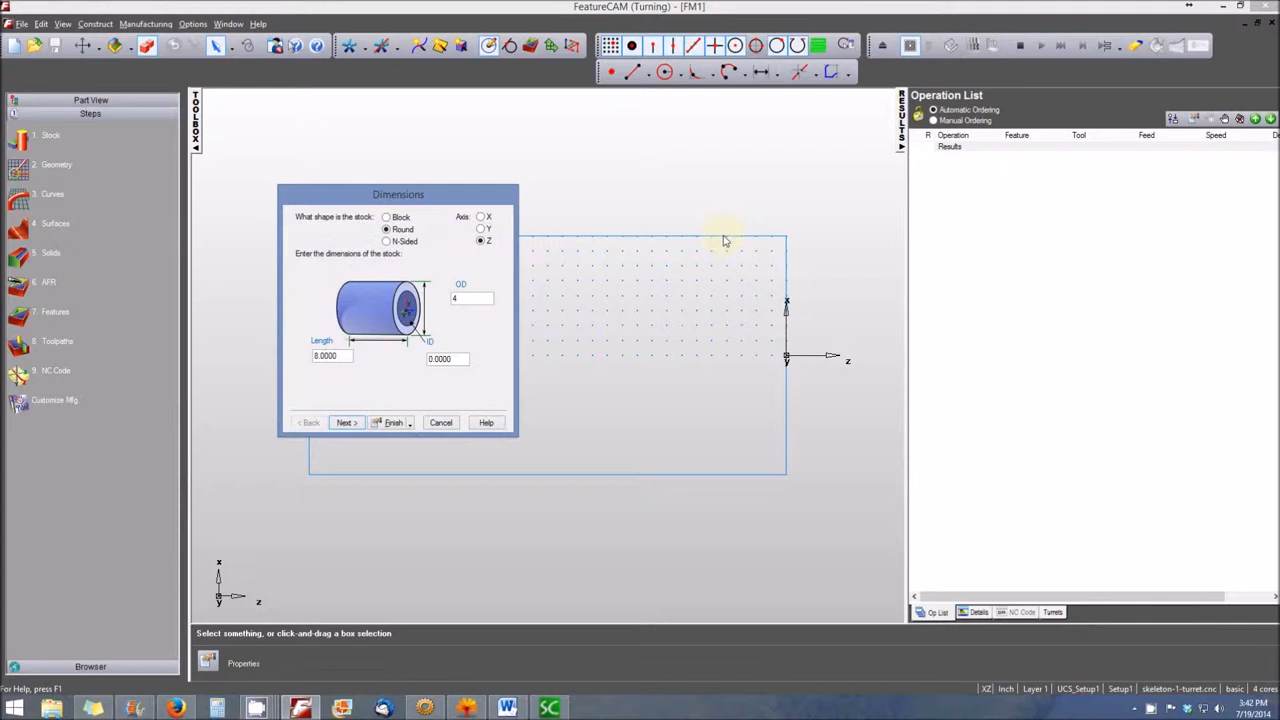 FeatureCAM (Turning) - [FM1]
File Edit View Construct Manufacturing Options Window Help
Part View
Steps
1. Stock
2. Geometry
3. Curves
4. Surfaces
5. Solids
6. AFR
7. Features
8. Toolpaths
9. NC Code
Customize Mfg.
Browser
TOOLBOX
Dimensions
What shape is the stock: Block Axis: X
Round Y
N-Sided Z
Enter the dimensions of the stock:
OD
4
Length
8.0000
ID
0.0000
< Back Next > Finish Cancel Help
x
z
y
x
z
y
RESULTS
Operation List
Automatic Ordering
Manual Ordering
R Operation Feature Tool Feed Speed
Results
Op List Details NC Code Turrets
Select something, or click-and-drag a box selection
Properties
For Help, press F1
XZ Inch Layer 1 UCS_Setup1 Setup1 skeleton-1-turret.cnc basic 4 cores
3:42 PM
7/19/2014